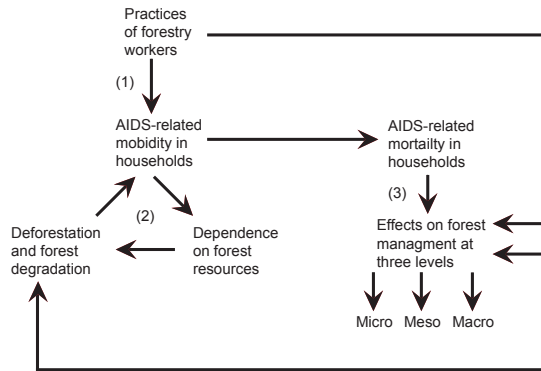 Practices
of forestry
workers
(1)
AIDS-related
mobidity in
households
AIDS-related
mortailty in
households
(3)
(2)
Deforestation
and forest
degradation
Dependence
on forest
resources
Effects on forest
managment at
three levels
Micro Meso Macro